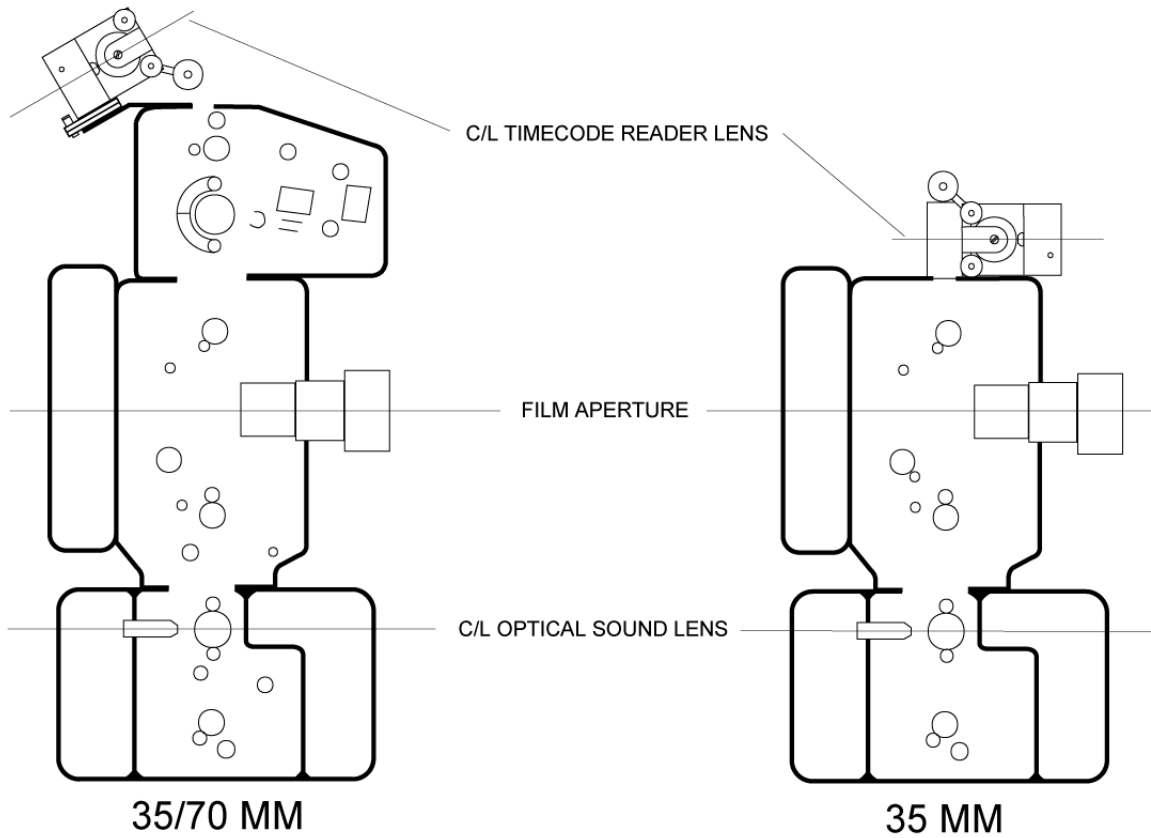 C/L TIMECODE READER LENS
FILM APERTURE
C/L OPTICAL SOUND LENS
35/70 MM
35 MM